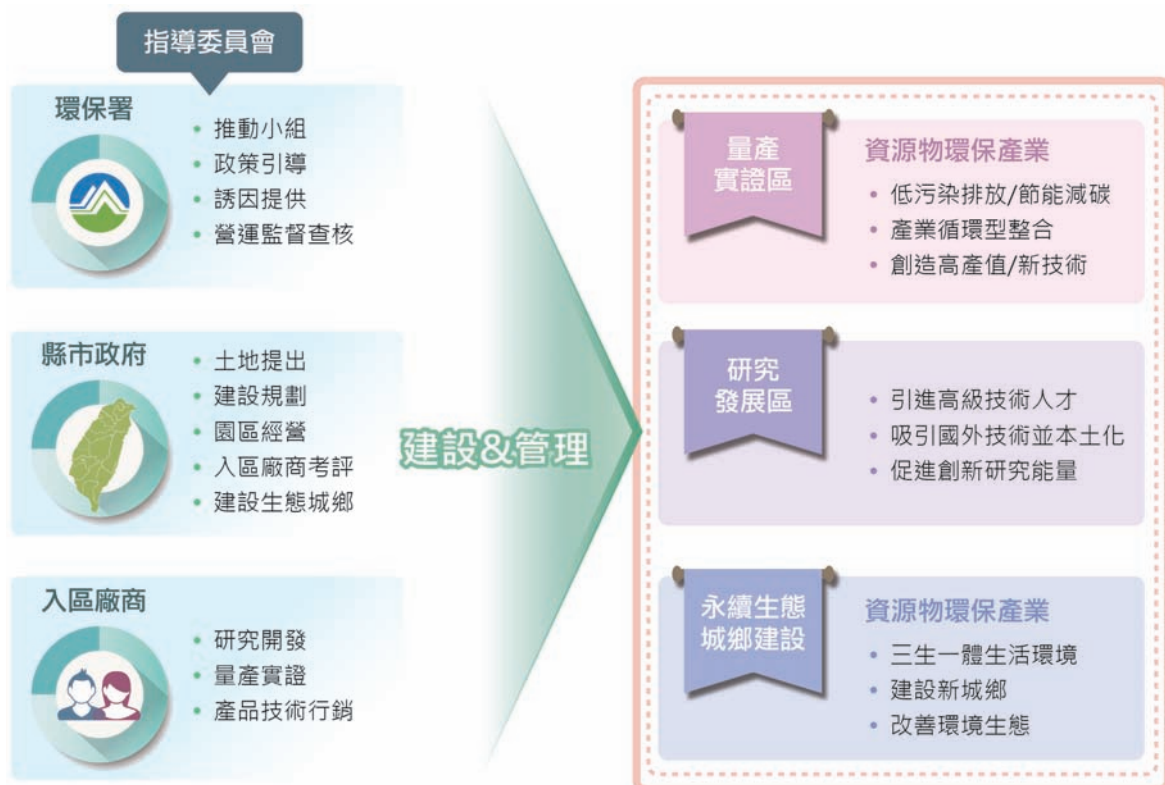 指導委員會
環保署
• 推動小組
• 政策引導
• 誘因提供
• 營運監督查核
縣市政府
• 土地提出
• 建設規劃
• 園區經營
• 入區廠商考評
• 建設生態城鄉
入區廠商
• 研究開發
• 量產實證
• 產品技術行銷
建設&管理
量產
實證區
資源物環保產業
• 低污染排放/節能減碳
• 產業循環型整合
• 創造高產值/新技術
研究
發展區
• 引進高級技術人才
• 吸引國外技術並本土化
• 促進創新研究能量
永續生態
城鄉建設
資源物環保產業
• 三生一體生活環境
• 建設新城鄉
• 改善環境生態